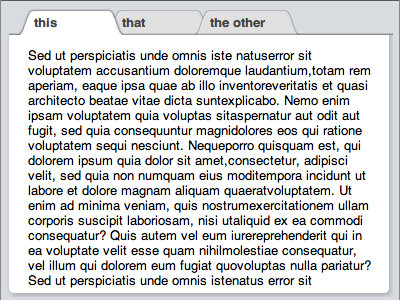 this that the other
Sed ut perspiciatis unde omnis iste natuserror sit
voluptatem accusantium doloremque laudantium,totam rem
aperiam, eaque ipsa quae ab illo inventoreveritatis et quasi
architecto beatae vitae dicta suntexplicabo. Nemo enim
ipsam voluptatem quia voluptas sitaspernatur aut odit aut
fugit, sed quia consequuntur magnidolores eos qui ratione
voluptatem sequi nesciunt. Nequeporro quisquam est, qui
dolorem ipsum quia dolor sit amet,consectetur, adipisci
velit, sed quia non numquam eius moditempora incidunt ut
labore et dolore magnam aliquam quaeratvoluptatem. Ut
enim ad minima veniam, quis nostrumexercitationem ullam
corporis suscipit laboriosam, nisi utaliquid ex ea commodi
consequatur? Quis autem vel eum iurereprehenderit qui in
ea voluptate velit esse quam nihilmolestiae consequatur,
vel illum qui dolorem eum fugiat quovoluptas nulla pariatur?
Sed ut perspiciatis unde omnis istenatus error sit